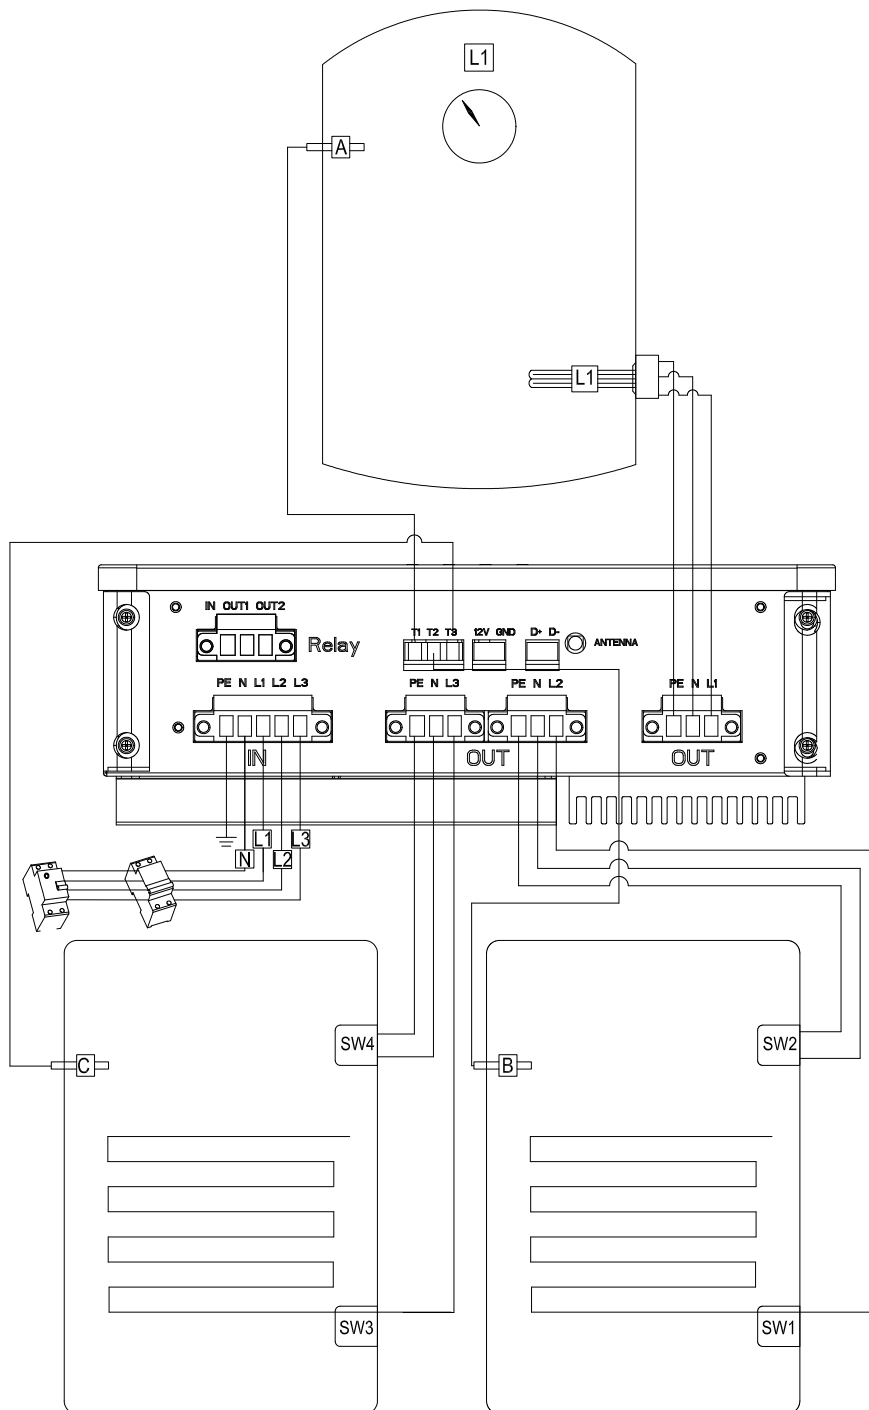 L1
A
L1
IN OUT1 OUT2
Relay
T1 T2 T3
12V GND
D+ D-
ANTENNA
PE N L1 L2 L3
PE N L3
PE N L2
PE N L1
IN
OUT
OUT
L1
L3
N
L2
SW4
SW2
C
B
SW3
SW1